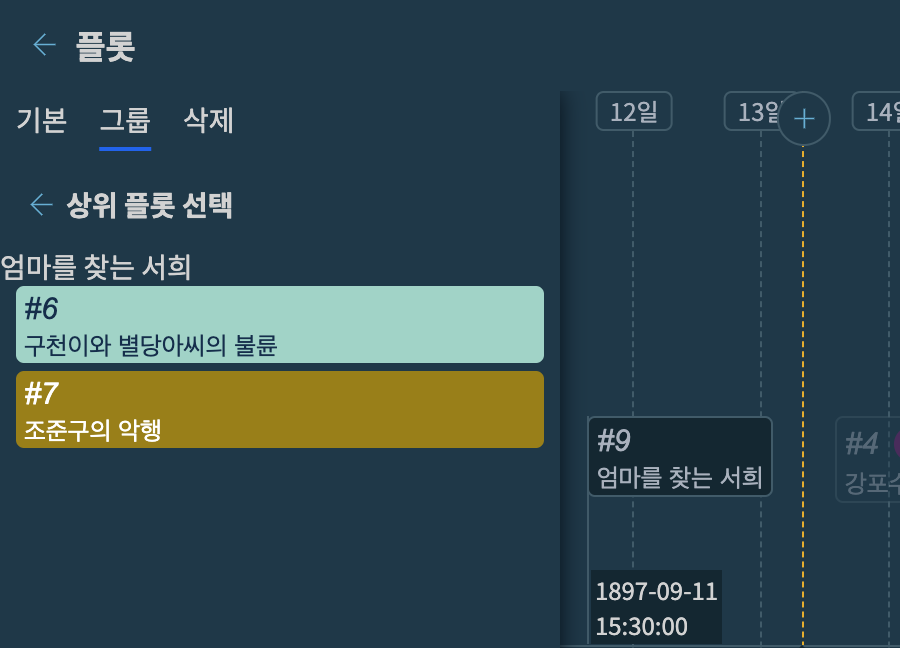 플롯
기본 그룹 삭제
상위 플롯 선택
엄마를 찾는 서희
#6
구천이와 별당아씨의 불륜
#7
조준구의 악행
12일 13일 14일
#9
엄마를 찾는 서희
#4
강포수
1897-09-11
15:30:00